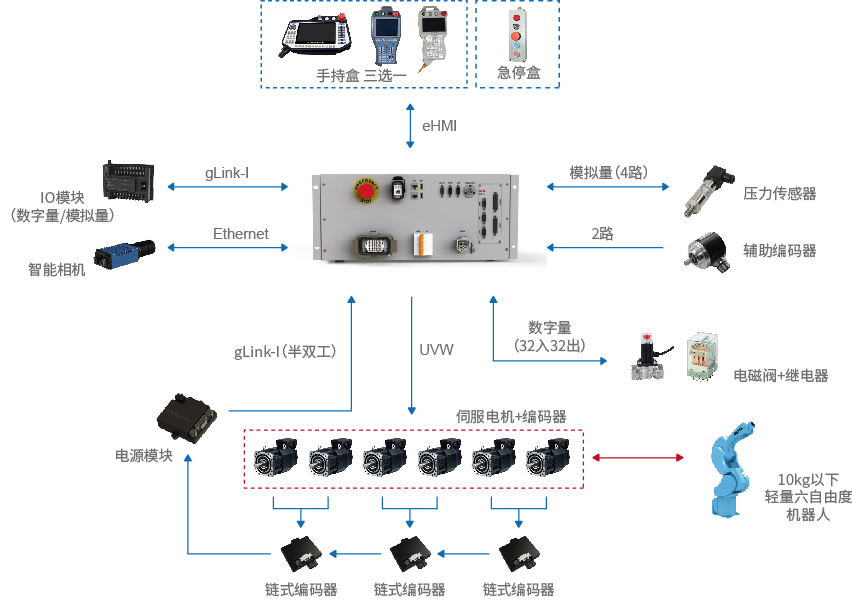 手持盒 三选一
急停盒
eHMI
gLink-I
模拟量(4路)
IO模块
(数字量/模拟量)
压力传感器
EMERGENCY
STOP
Ethernet
2路
智能相机
辅助编码器
gLink-I(半双工)
UVW
数字量
(32入32出)
电磁阀+继电器
伺服电机+编码器
电源模块
10kg以下
轻量六自由度
机器人
链式编码器
链式编码器
链式编码器